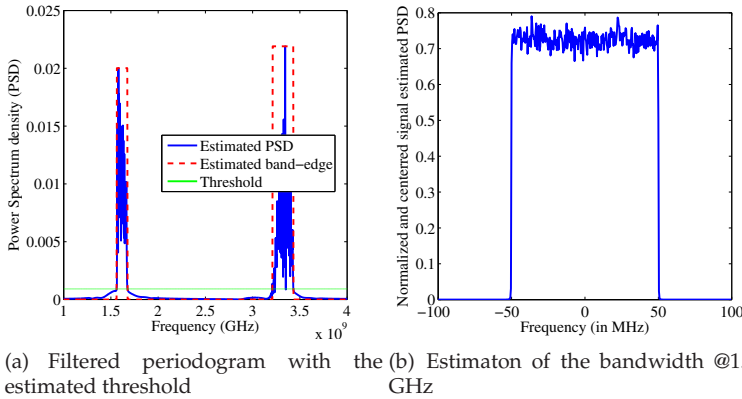 0.025
0.02
0.015
0.01
0.005
0
1
1.5
2
2.5
3
3.5
4
x 10^9
Power Spectrum density (PSD)
Frequency (GHz)
Estimated PSD
Estimated band-edge
Threshold
(a) Filtered periodogram with the
estimated threshold
0.8
0.7
0.6
0.5
0.4
0.3
0.2
0.1
0
-100
-50
0
50
100
Normalized and centerred signal estimated PSD
Frequency (in MHz)
(b) Estimaton of the bandwidth @1.
GHz